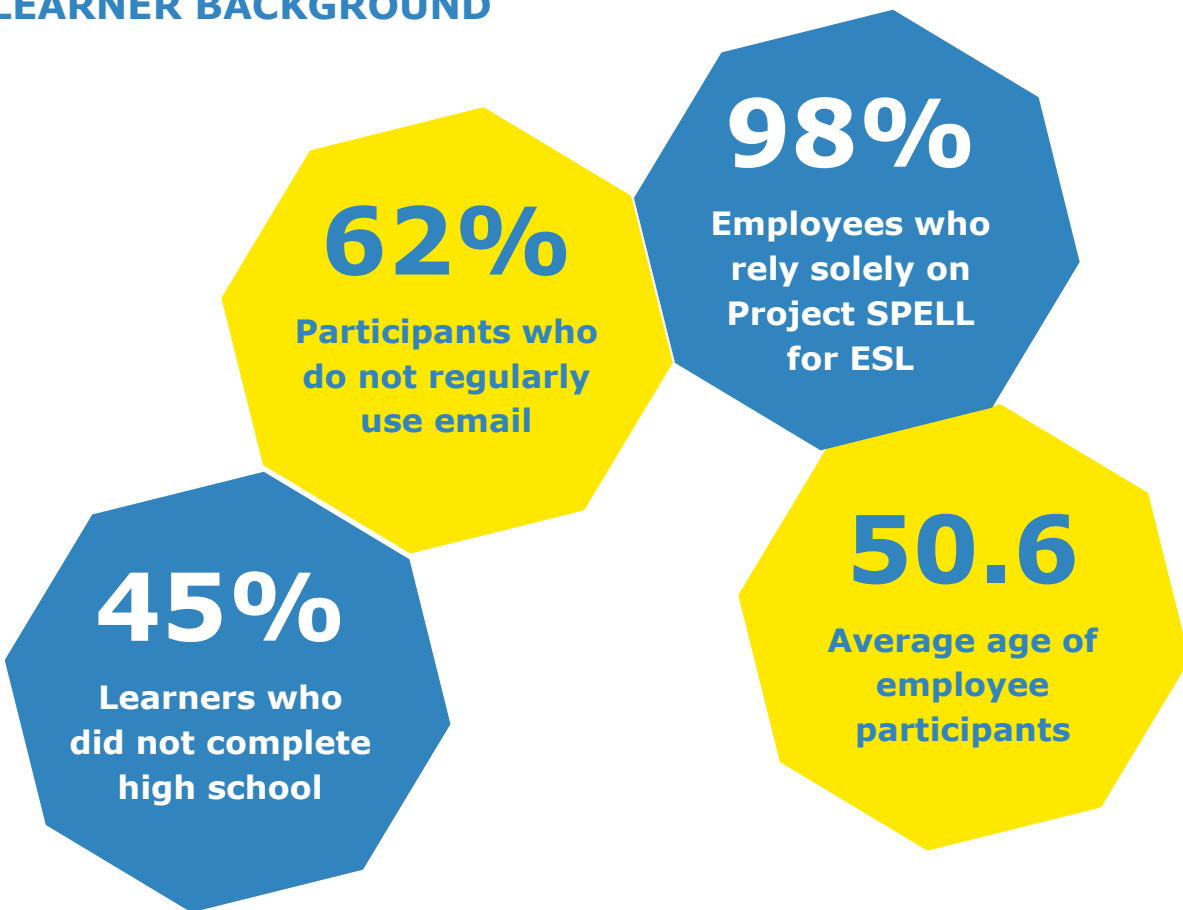 LEARNER BACKGROUND
98%
Employees who
rely solely on
Project SPELL
for ESL
62%
Participants who
do not regularly
use email
50.6
Average age of
employee
participants
45%
Learners who
did not complete
high school